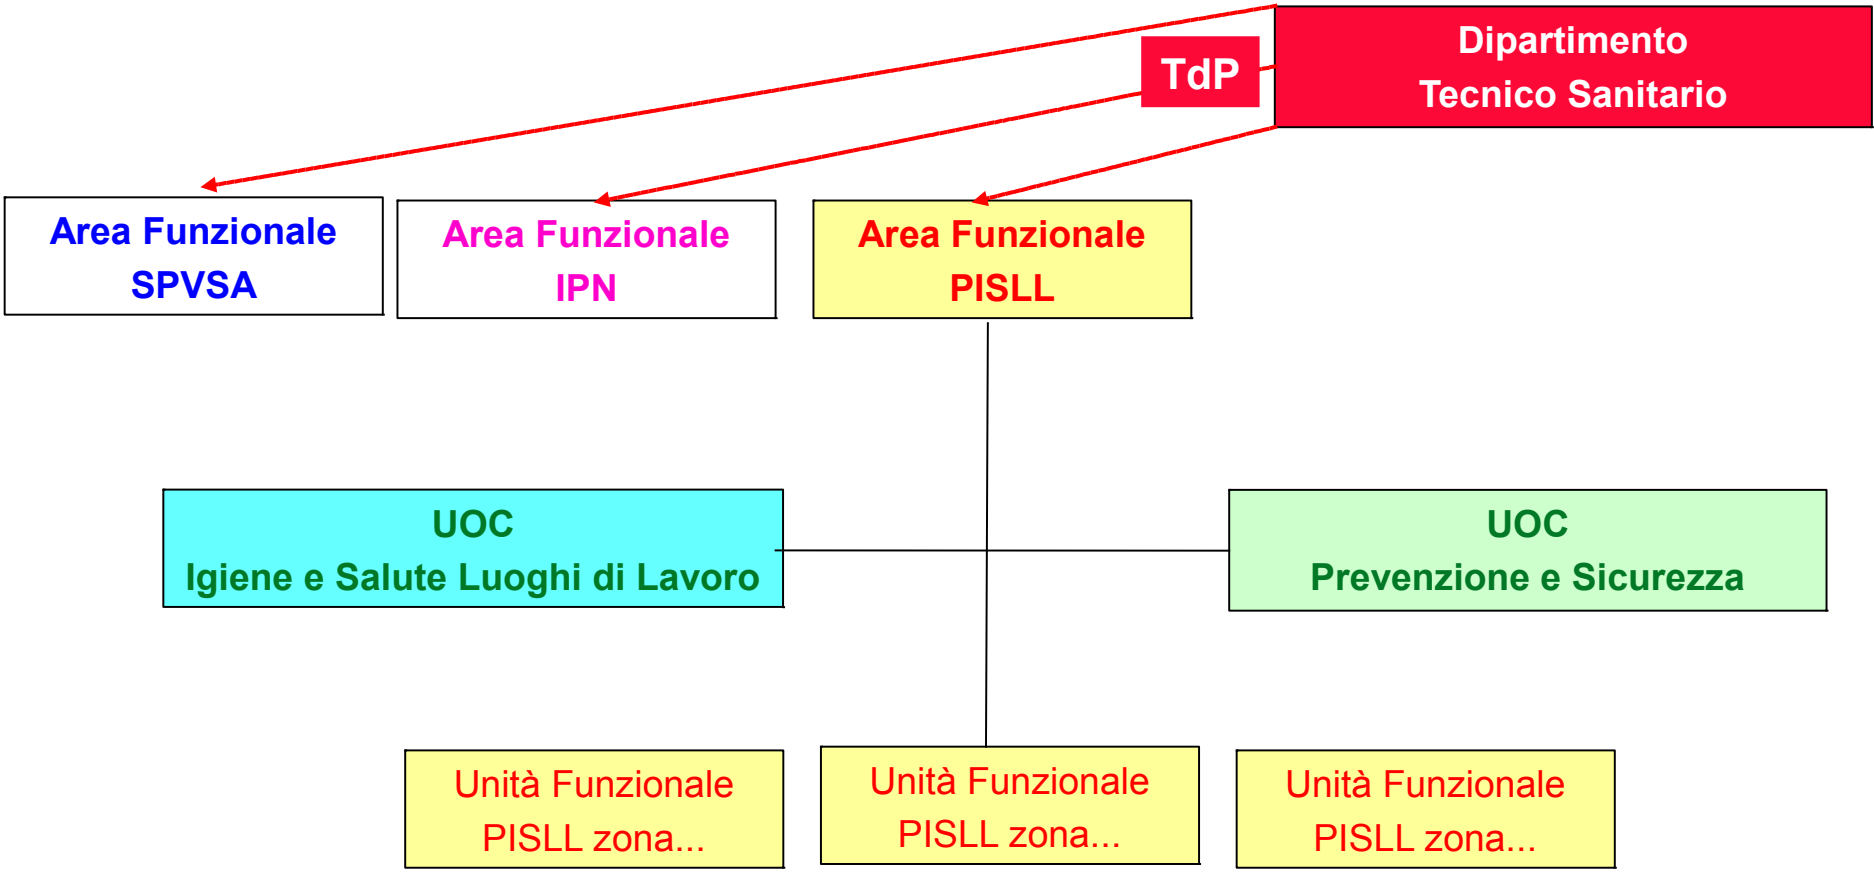 Dipartimento
Tecnico Sanitario
TdP
Area Funzionale
SPVSA
Area Funzionale
IPN
Area Funzionale
PISLL
UOC
Igiene e Salute Luoghi di Lavoro
UOC
Prevenzione e Sicurezza
Unità Funzionale
PISLL zona...
Unità Funzionale
PISLL zona...
Unità Funzionale
PISLL zona...